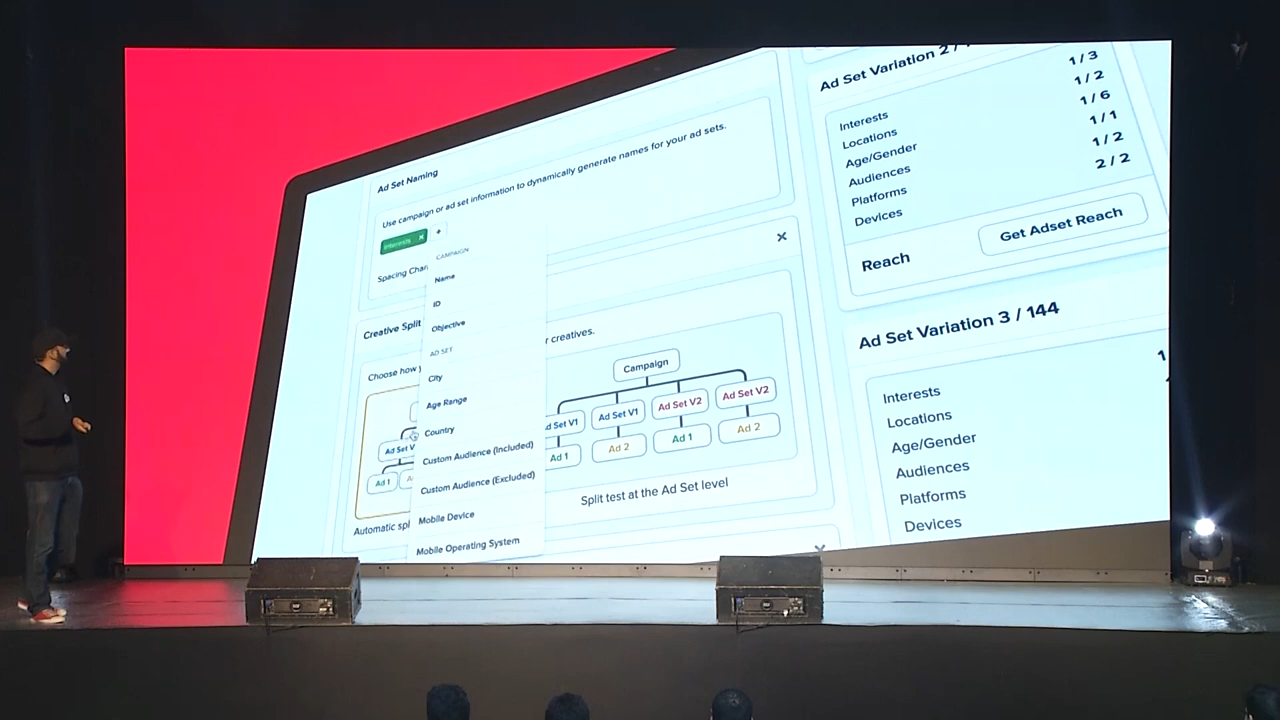 Ad Set Naming
Use campaign or ad set information to dynamically generate names for your ad sets.
Interests × +
Spacing Char
CAMPAIGN
Name
ID
Objective
AD SET
City
Age Range
Country
Custom Audience (Included)
Custom Audience (Excluded)
Mobile Device
Mobile Operating System
Creative Split
Choose how
r creatives.
Ad Set V
Ad 1
Automatic spl
Campaign
d Set V1
Ad Set V1
Ad Set V2
Ad Set V2
Ad 1
Ad 2
Ad 1
Ad 2
Split test at the Ad Set level
Ad Set Variation 2 /
Interests 1 / 3
Locations 1 / 2
Age/Gender 1 / 6
Audiences 1 / 1
Platforms 1 / 2
Devices 2 / 2
Reach
Get Adset Reach
Ad Set Variation 3 / 144
Interests 1
Locations
Age/Gender
Audiences
Platforms
Devices